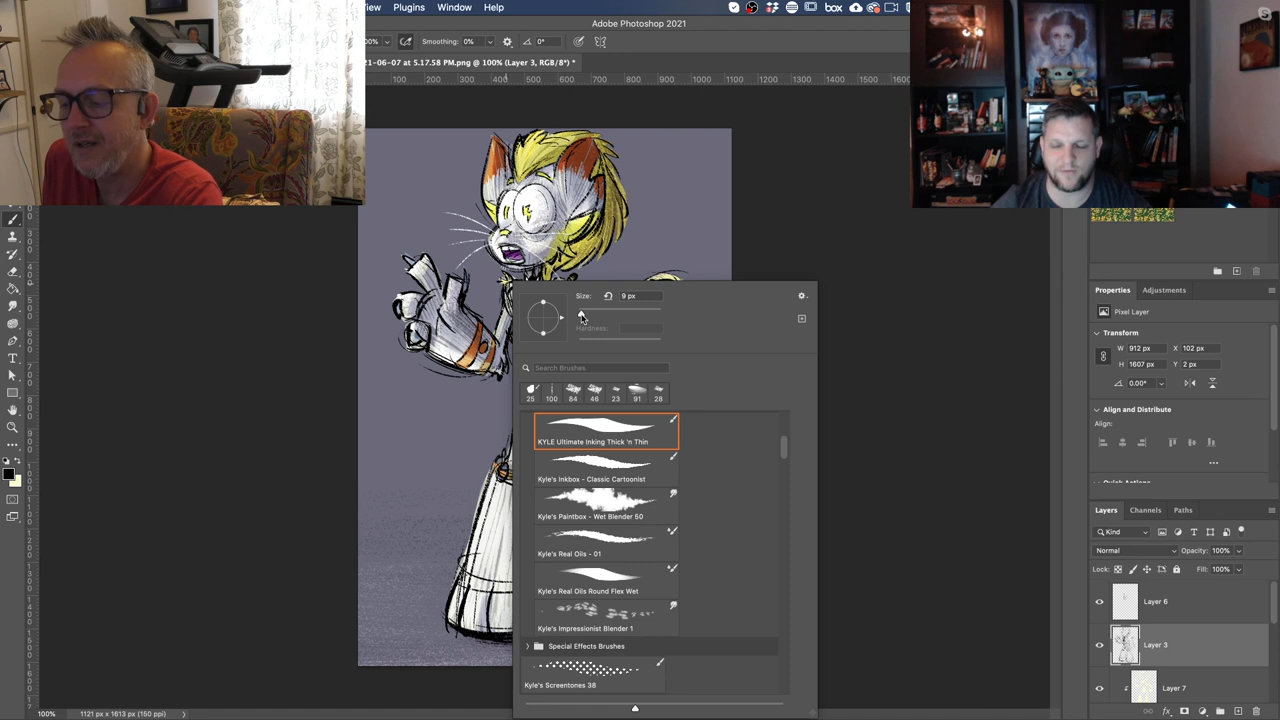 View Plugins Window Help
box
Adobe Photoshop 2021
Smoothing: 0% 0°
21-06-07 at 5.17.58 PM.png @ 100% (Layer 3, RGB/8*) *
100 200 300 400 500 600 700 800 900 1000 1100 1200 1300 1400 1500 1600
Size: 9 px
Hardness:
Search Brushes
25 100 84 46 23 91 28
KYLE Ultimate Inking Thick 'n Thin
Kyle's Inkbox - Classic Cartoonist
Kyle's Paintbox - Wet Blender 50
Kyle's Real Oils - 01
Kyle's Real Oils Round Flex Wet
Kyle's Impressionist Blender 1
Special Effects Brushes
Kyle's Screentones 38
Properties Adjustments
Pixel Layer
Transform
W 912 px X 102 px
H 1607 px Y 2 px
0.00°
Align and Distribute
Align:
Layers Channels Paths
Kind
Normal Opacity: 100%
Lock: Fill: 100%
Layer 6
Layer 3
Layer 7
100% 1121 px x 1613 px (150 ppi)